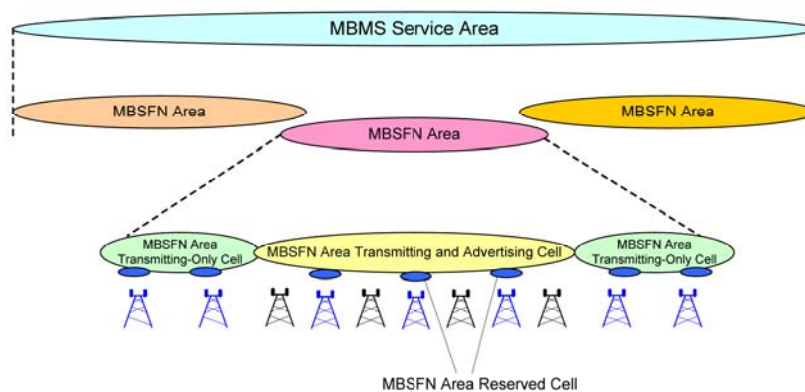 MBMS Service Area
MBSFN Area
MBSFN Area
MBSFN Area
MBSFN Area
Transmitting-Only Cell
MBSFN Area Transmitting and Advertising Cell
MBSFN Area
Transmitting-Only Cell
MBSFN Area Reserved Cell